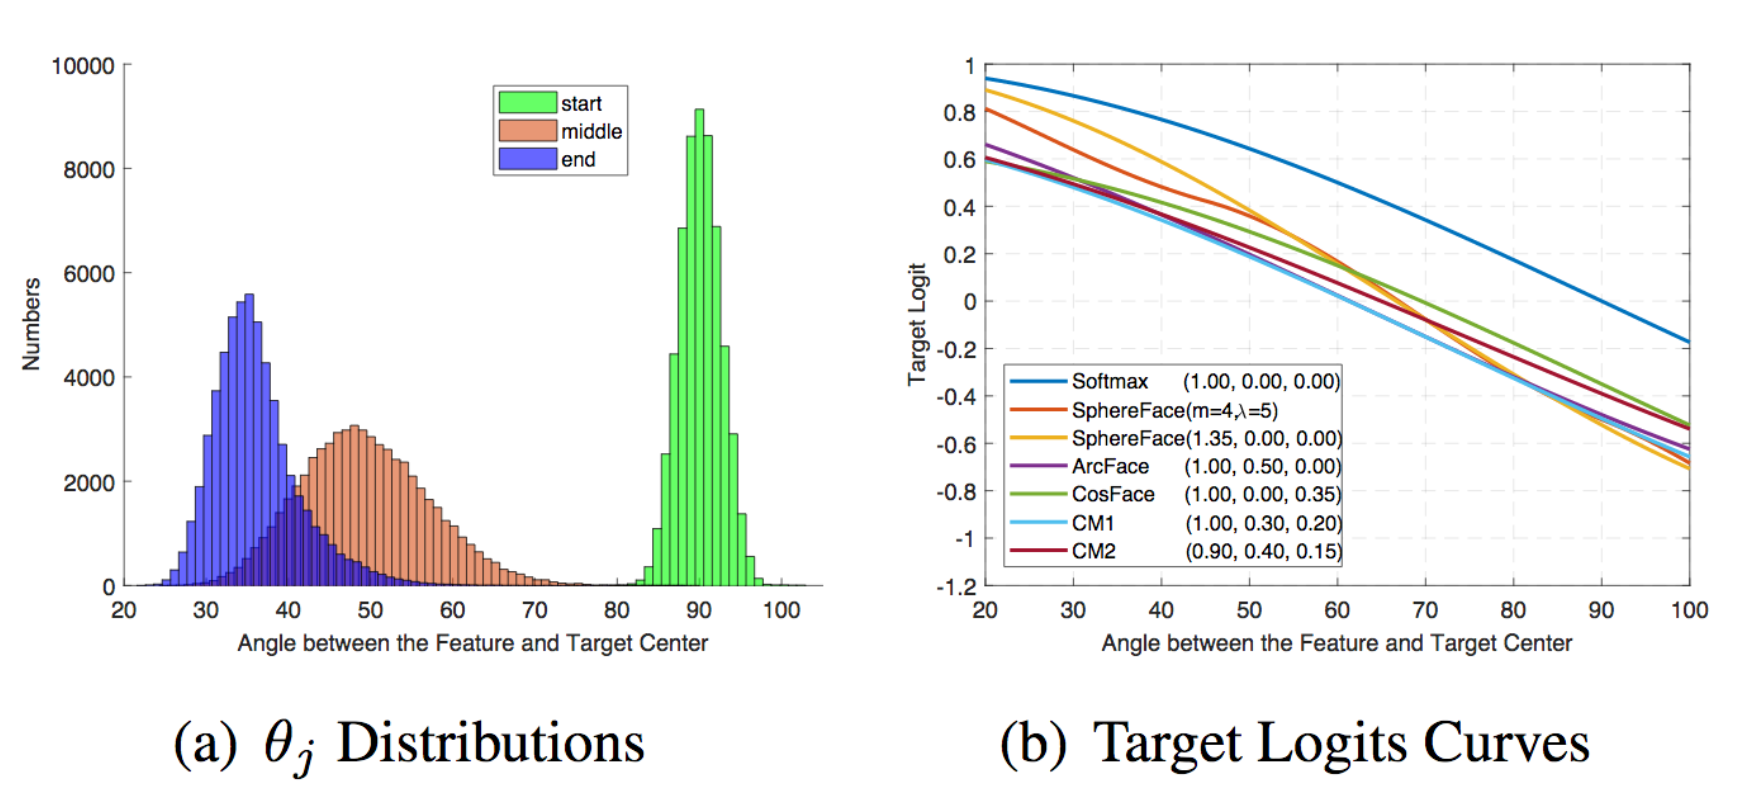 10000
8000
6000
4000
2000
0
Numbers
start
middle
end
20 30 40 50 60 70 80 90 100
Angle between the Feature and Target Center
(a) θj Distributions
1
0.8
0.6
0.4
0.2
0
-0.2
-0.4
-0.6
-0.8
-1
-1.2
Target Logit
Softmax (1.00, 0.00, 0.00)
SphereFace(m=4,λ=5)
SphereFace(1.35, 0.00, 0.00)
ArcFace (1.00, 0.50, 0.00)
CosFace (1.00, 0.00, 0.35)
CM1 (1.00, 0.30, 0.20)
CM2 (0.90, 0.40, 0.15)
20 30 40 50 60 70 80 90 100
Angle between the Feature and Target Center
(b) Target Logits Curves